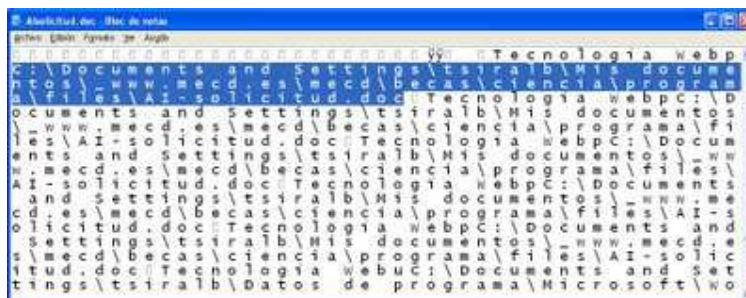 AIsolicitud.doc - Bloc de notas
Archivo Edición Formato Ver Ayuda
ÿÿ Tecnologia webp
C:\Documents and Settings\tsiralb\Mis docume
ntos\_www.mecd.es\mecd\becas\ciencia\program
a\files\AI-solicitud.doc Tecnologia webpC:\D
ocuments and Settings\tsiralb\Mis documentos
\_www.mecd.es\mecd\becas\ciencia\programa\fi
les\AI-solicitud.doc Tecnologia webpC:\Docum
ents and Settings\tsiralb\Mis documentos\_ww
w.mecd.es\mecd\becas\ciencia\programa\files\
AI-solicitud.doc Tecnologia webpC:\Documents
and Settings\tsiralb\Mis documentos\_www.me
cd.es\mecd\becas\ciencia\programa\files\AI-s
olicitud.doc Tecnologia webpC:\Documents and
Settings\tsiralb\Mis documentos\_www.mecd.e
s\mecd\becas\ciencia\programa\files\AI-solic
itud.doc Tecnologia webuC:\Documents and Set
tings\tsiralb\Datos de programa\Microsoft\wo